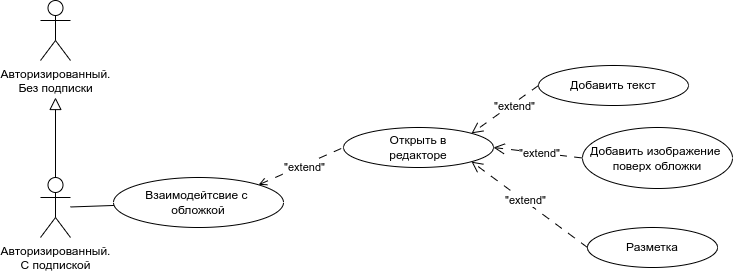 Авторизированный.
Без подписки
Добавить текст
"extend"
Открыть в
редакторе
"extend"
Добавить изображение
поверх обложки
"extend"
Взаимодейтсвие с
обложкой
"extend"
Авторизированный.
С подпиской
Разметка